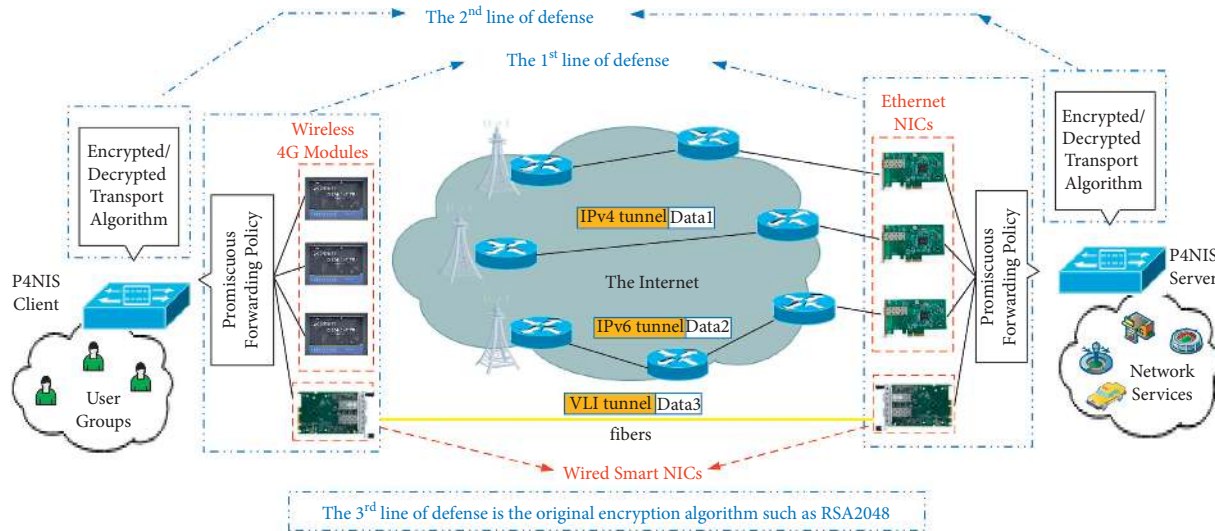 The 2nd line of defense
The 1st line of defense
Encrypted/
Decrypted
Transport
Algorithm
Wireless
4G Modules
Ethernet
NICs
Encrypted/
Decrypted
Transport
Algorithm
Promiscuous
Forwarding Policy
IPv4 tunnel Data1
Promiscuous
Forwarding Policy
P4NIS
Client
The Internet
P4NIS
Server
IPv6 tunnel Data2
User
Groups
Network
Services
VLI tunnel Data3
fibers
Wired Smart NICs
The 3rd line of defense is the original encryption algorithm such as RSA2048